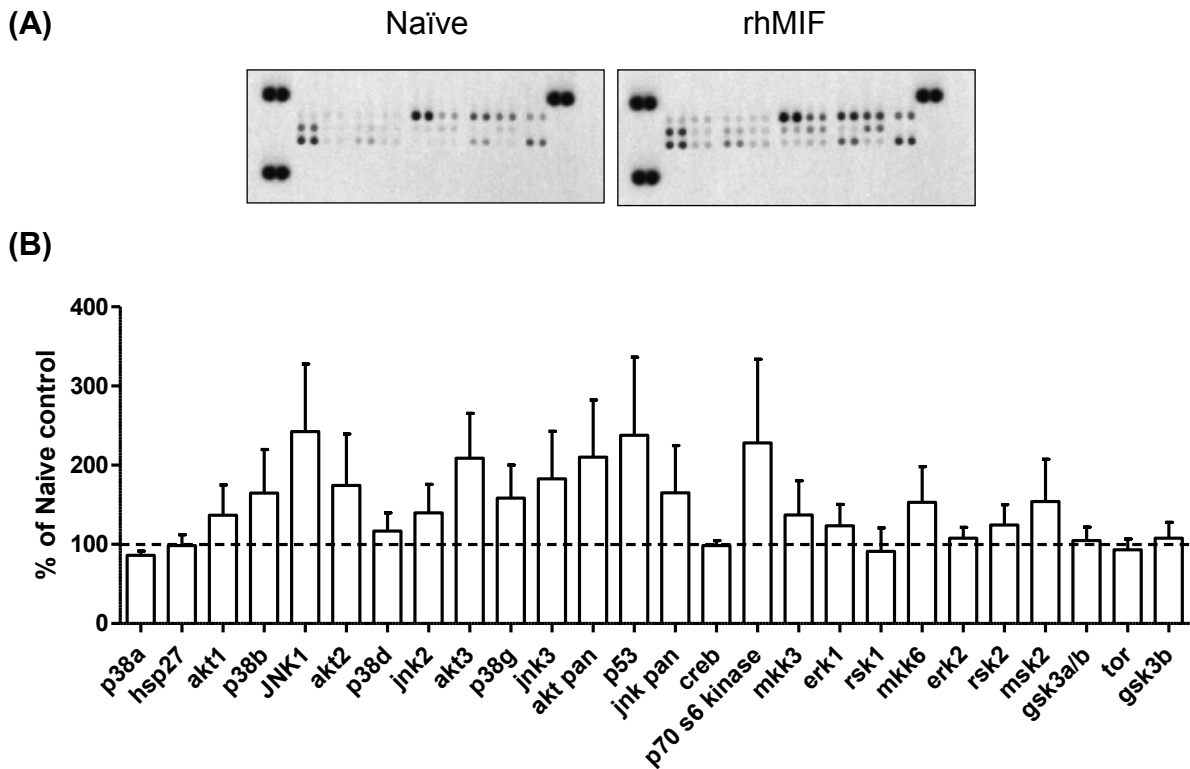 (A) Naïve rhMIF
(B)
% of Naive control
400
300
200
100
0
p38a
hsp27
akt1
p38b
JNK1
akt2
p38d
jnk2
akt3
p38g
jnk3
akt pan
p53
jnk pan
creb
p70 s6 kinase
mkk3
erk1
rsk1
mkk6
erk2
rsk2
msk2
gsk3a/b
tor
gsk3b